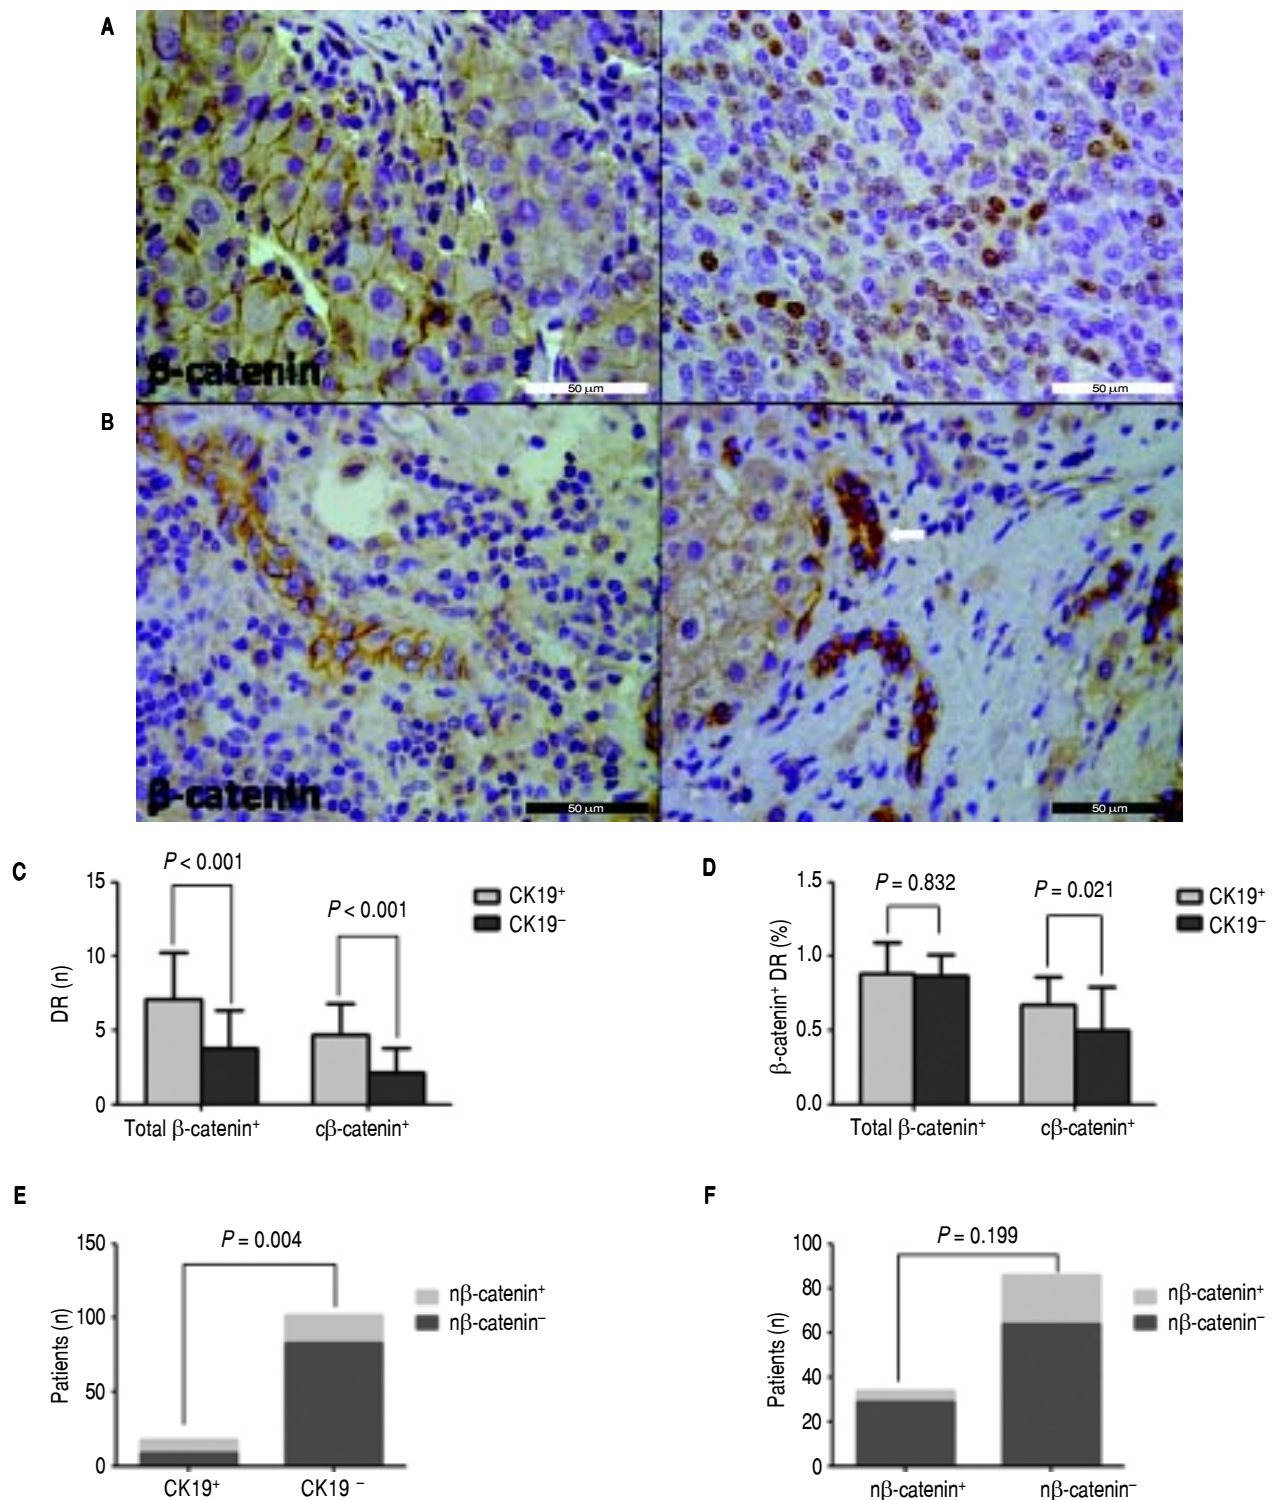 A
β-catenin
50 µm
50 µm
B
β-catenin
50 µm
50 µm
C
P < 0.001
P < 0.001
15
10
5
0
DR (n)
CK19⁺
CK19⁻
Total β-catenin⁺
cβ-catenin⁺
D
P = 0.832
P = 0.021
1.5
1.0
0.5
0.0
β-catenin⁺ DR (%)
CK19⁺
CK19⁻
Total β-catenin⁺
cβ-catenin⁺
E
P = 0.004
150
100
50
0
Patients (n)
nβ-catenin⁺
nβ-catenin⁻
CK19⁺
CK19 ⁻
F
P = 0.199
100
80
60
40
20
0
Patients (n)
nβ-catenin⁺
nβ-catenin⁻
nβ-catenin⁺
nβ-catenin⁻